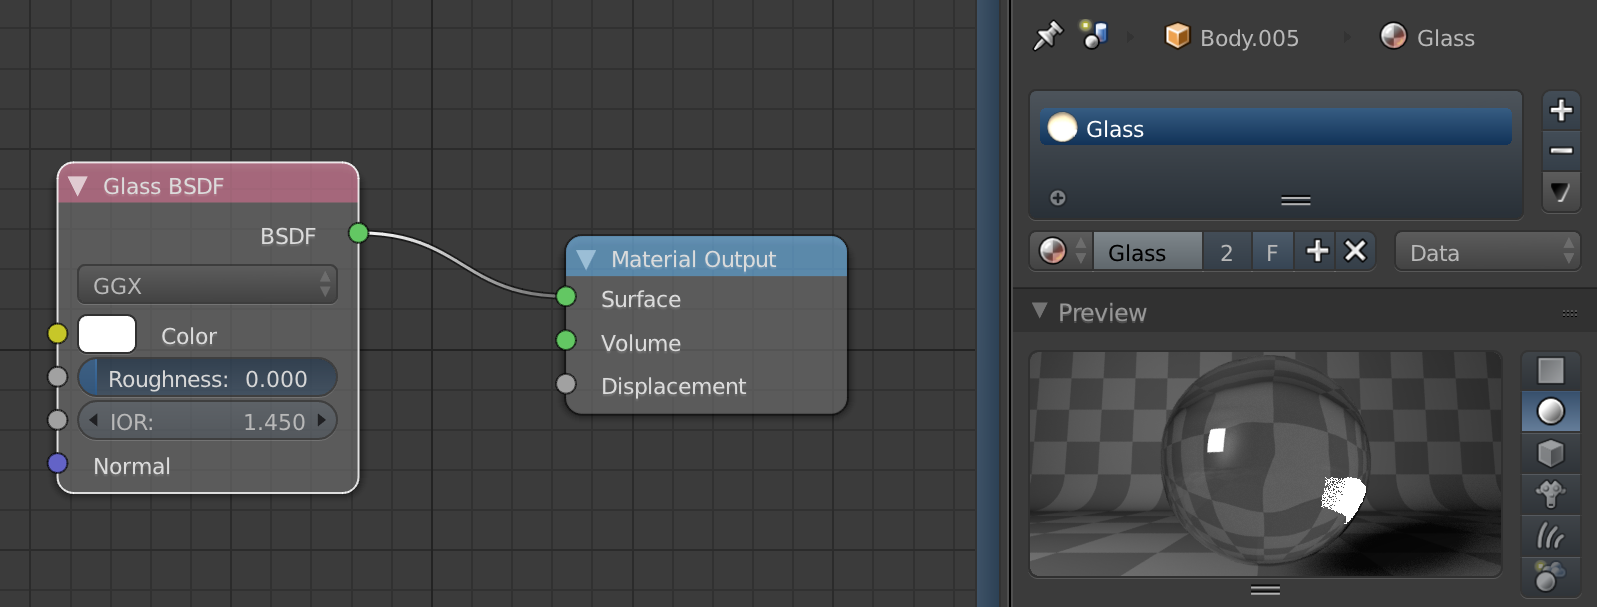 Glass BSDF
BSDF
GGX
Color
Roughness: 0.000
IOR: 1.450
Normal
Material Output
Surface
Volume
Displacement
Body.005 Glass
Glass
Glass 2 F Data
Preview